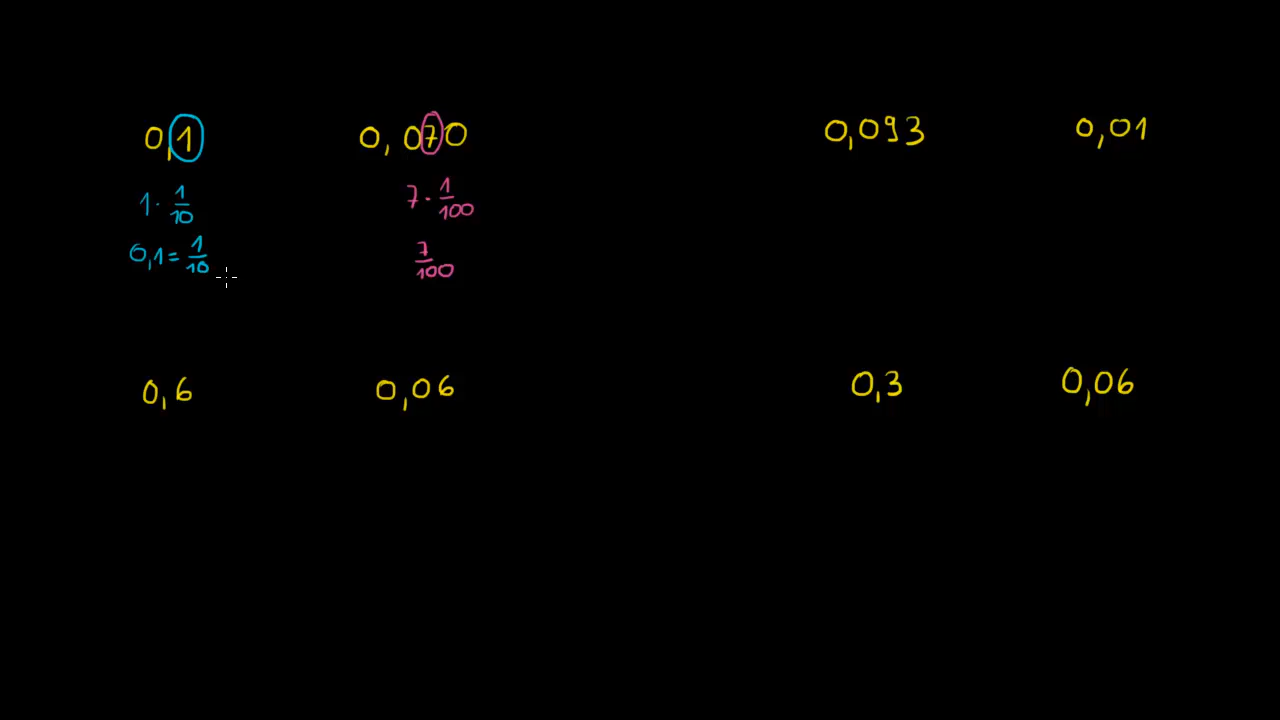 0,1 0,070 0,093 0,01
1 · 1/10 7 · 1/100
0,1 = 1/10 7/100
0,6 0,06 0,3 0,06